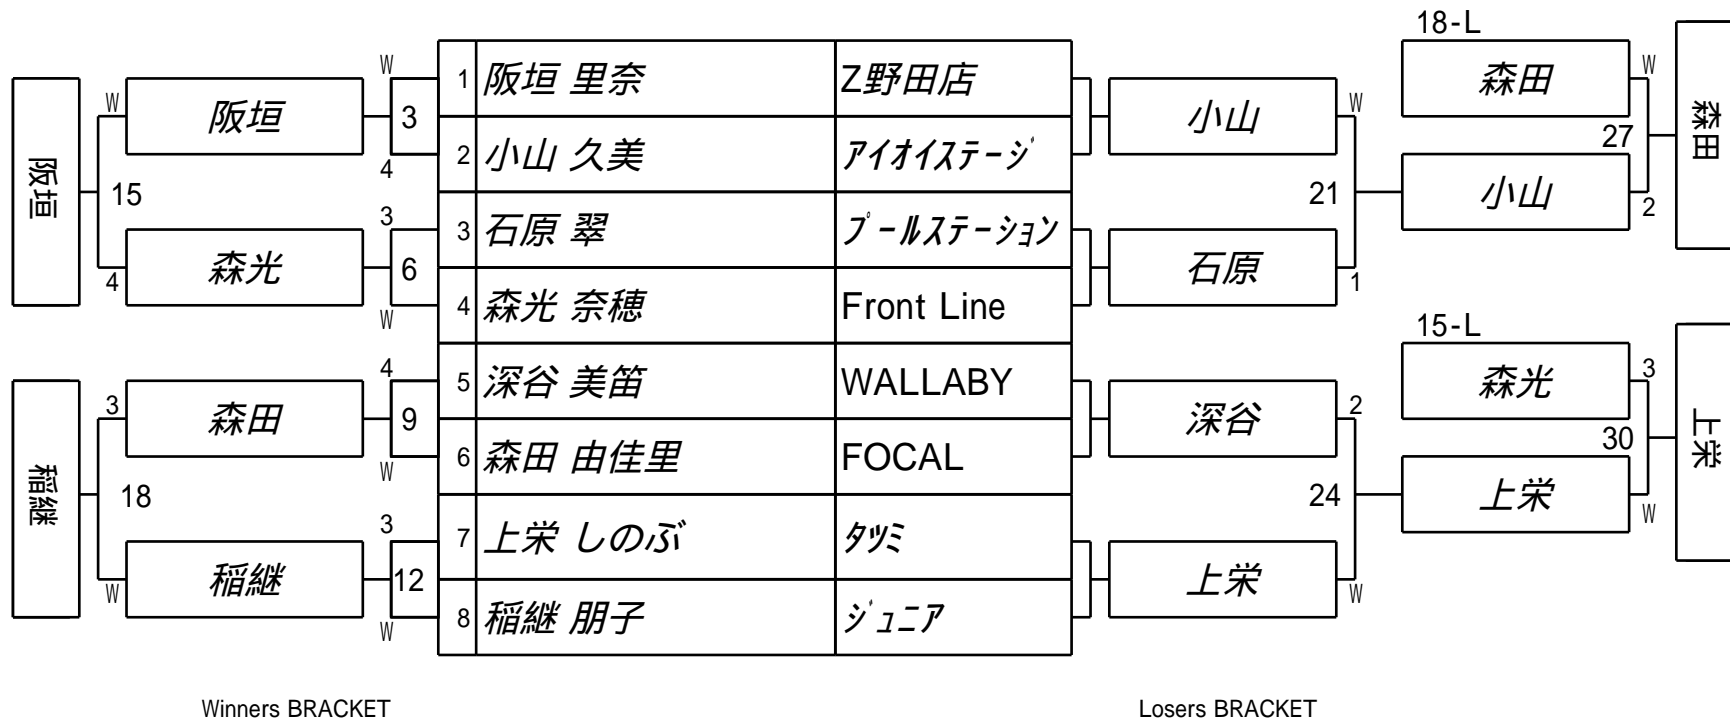 18-L
W
1 阪垣 里奈 Z野田店
W
森田
W
阪垣
3
小山
W
27
森田
2 小山 久美 アイオイステージ
4
阪垣
15
21
小山
2
3
3 石原 翠 プールステーション
森光
4
6
石原
1
4 森光 奈穂 Front Line
W
15-L
4
5 深谷 美笛 WALLABY
森光
3
3
森田
9
深谷
2
30
上栄
6 森田 由佳里 FOCAL
W
稲継
18
24
上栄
W
3
7 上栄 しのぶ タツミ
稲継
W
12
上栄
W
8 稲継 朋子 ジュニア
W
Winners BRACKET
Losers BRACKET